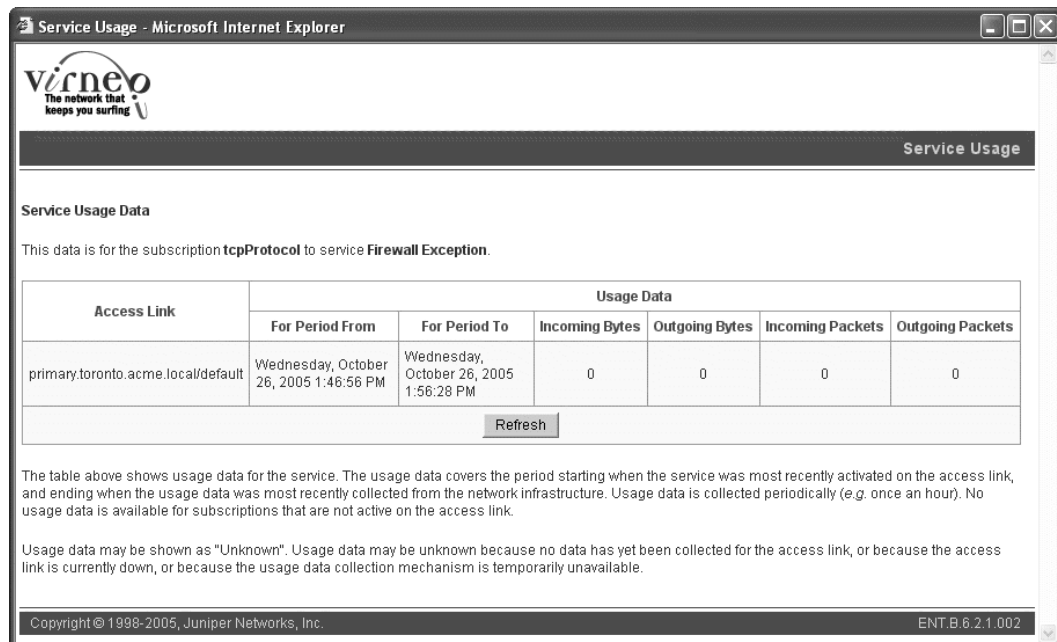 Service Usage - Microsoft Internet Explorer
virneo
The network that
keeps you surfing
Service Usage
Service Usage Data
This data is for the subscription tcpProtocol to service Firewall Exception.
Access Link
Usage Data
For Period From
For Period To
Incoming Bytes
Outgoing Bytes
Incoming Packets
Outgoing Packets
primary.toronto.acme.local/default
Wednesday, October
26, 2005 1:46:56 PM
Wednesday,
October 26, 2005
1:56:28 PM
0
0
0
0
Refresh
The table above shows usage data for the service. The usage data covers the period starting when the service was most recently activated on the access link,
and ending when the usage data was most recently collected from the network infrastructure. Usage data is collected periodically (e.g. once an hour). No
usage data is available for subscriptions that are not active on the access link.
Usage data may be shown as "Unknown". Usage data may be unknown because no data has yet been collected for the access link, or because the access
link is currently down, or because the usage data collection mechanism is temporarily unavailable.
Copyright © 1998-2005, Juniper Networks, Inc.
ENT.B.6.2.1.002